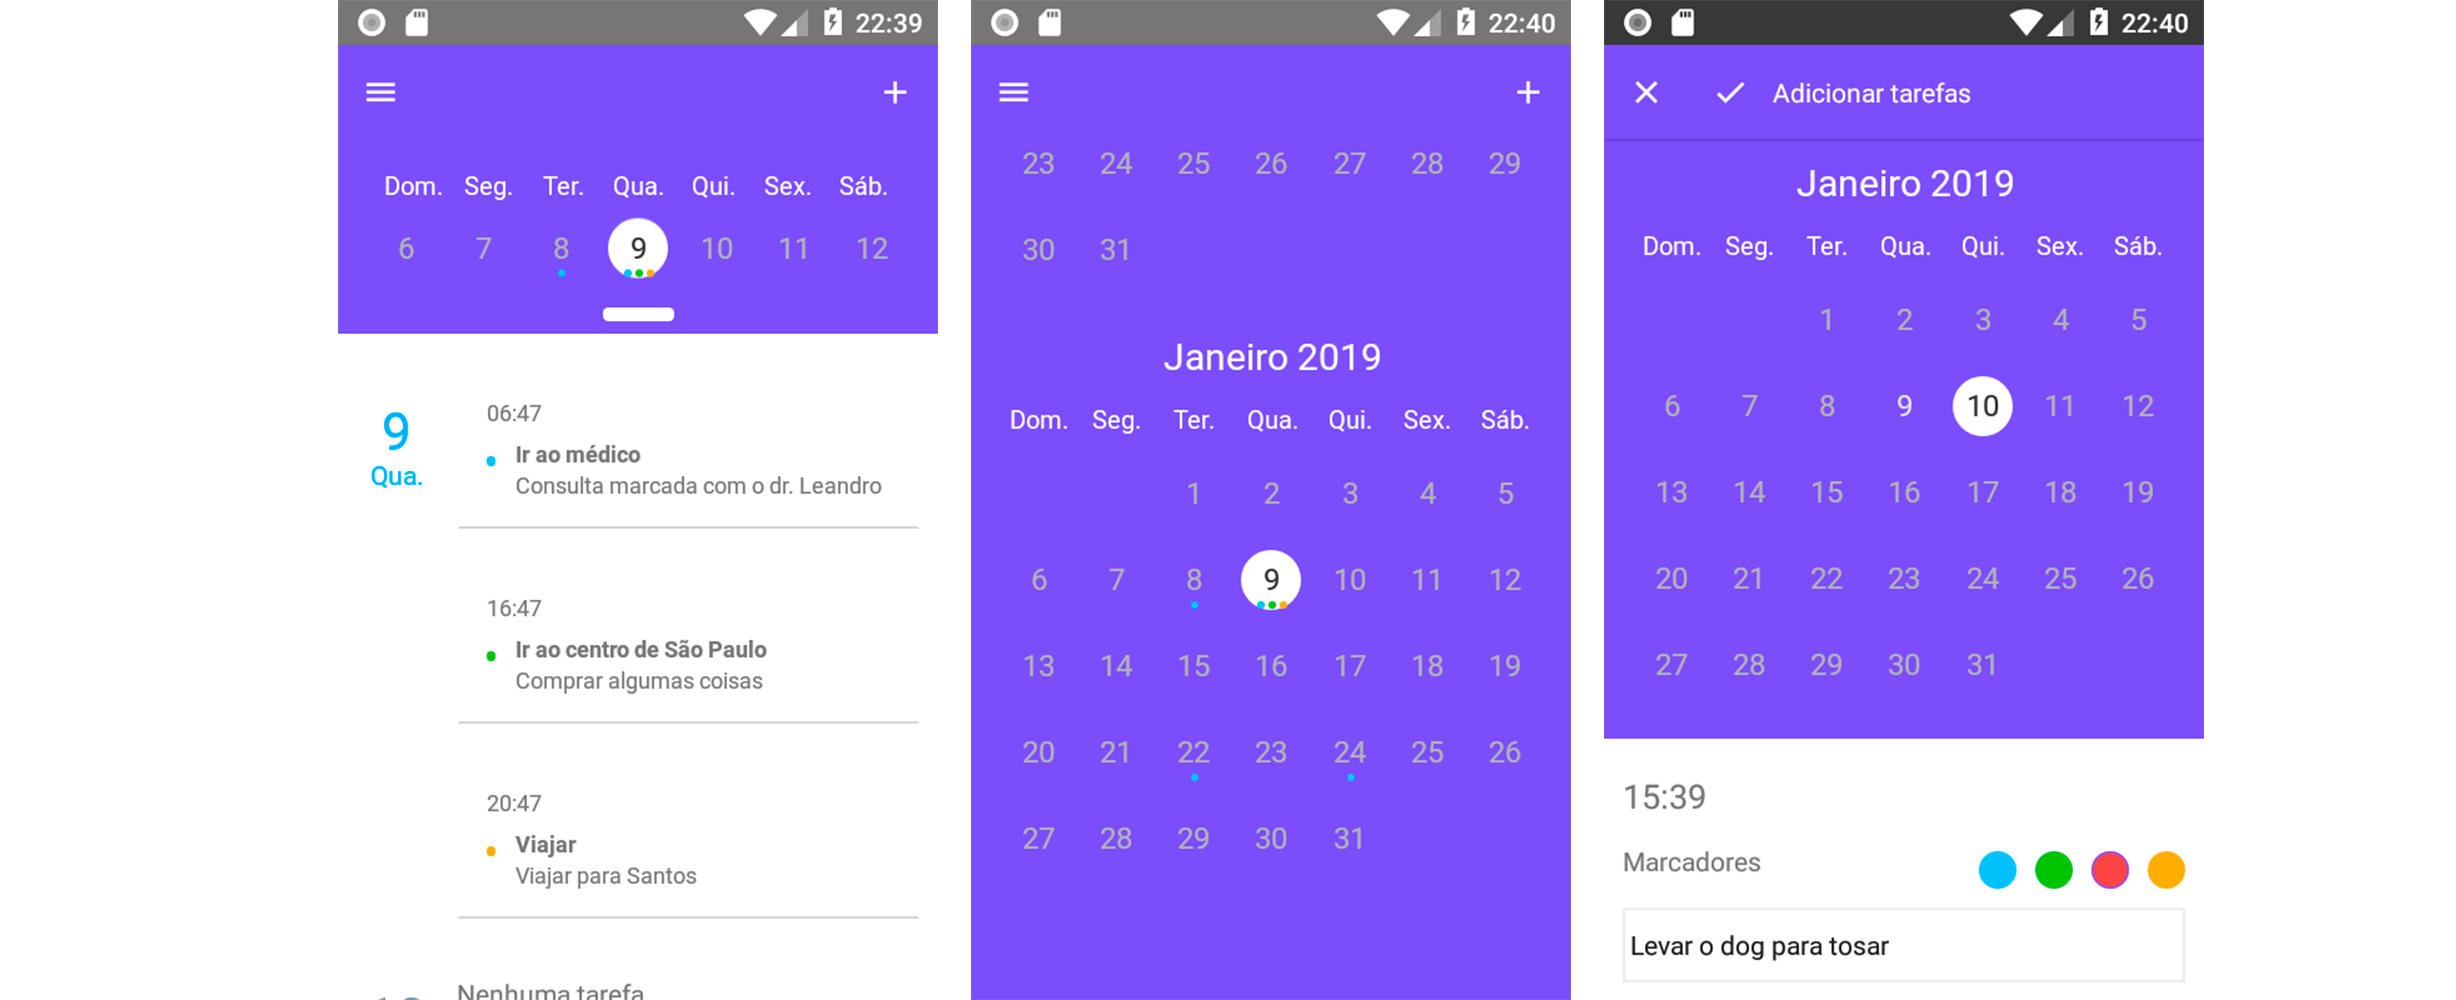 22:39
Dom. Seg. Ter. Qua. Qui. Sex. Sáb.
6 7 8 9 10 11 12
9
Qua.
06:47
Ir ao médico
Consulta marcada com o dr. Leandro
16:47
Ir ao centro de São Paulo
Comprar algumas coisas
20:47
Viajar
Viajar para Santos
Nenhuma tarefa
22:40
23 24 25 26 27 28 29
30 31
Janeiro 2019
Dom. Seg. Ter. Qua. Qui. Sex. Sáb.
1 2 3 4 5
6 7 8 9 10 11 12
13 14 15 16 17 18 19
20 21 22 23 24 25 26
27 28 29 30 31
22:40
Adicionar tarefas
Janeiro 2019
Dom. Seg. Ter. Qua. Qui. Sex. Sáb.
1 2 3 4 5
6 7 8 9 10 11 12
13 14 15 16 17 18 19
20 21 22 23 24 25 26
27 28 29 30 31
15:39
Marcadores
Levar o dog para tosar